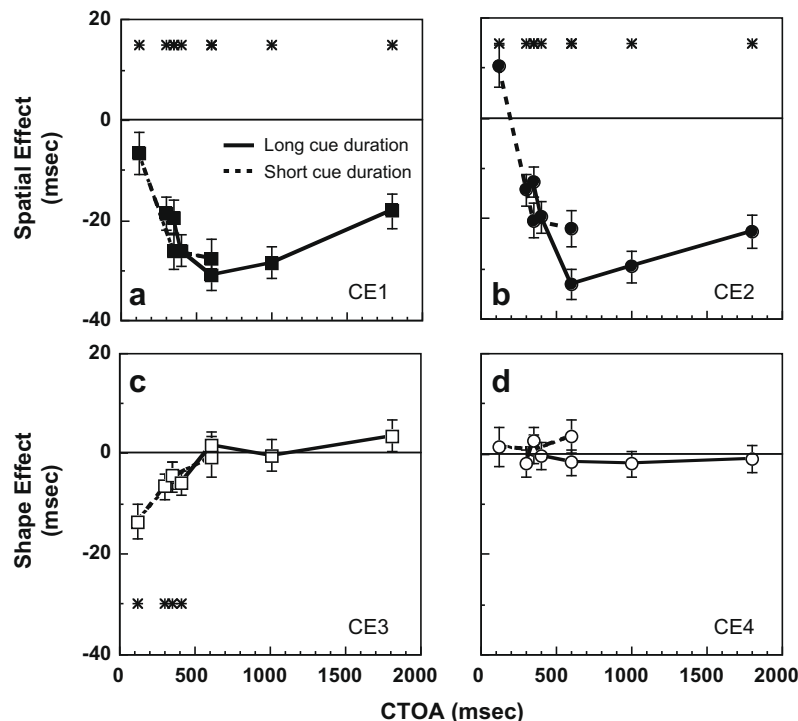 20
0
-20
-40
Spatial Effect
(msec)
* * * * * * *
Long cue duration
Short cue duration
a
CE1
* * * * * * *
b
CE2
20
0
-20
-40
Shape Effect
(msec)
c
* * * *
CE3
d
CE4
0 500 1000 1500 2000
0 500 1000 1500 2000
CTOA (msec)